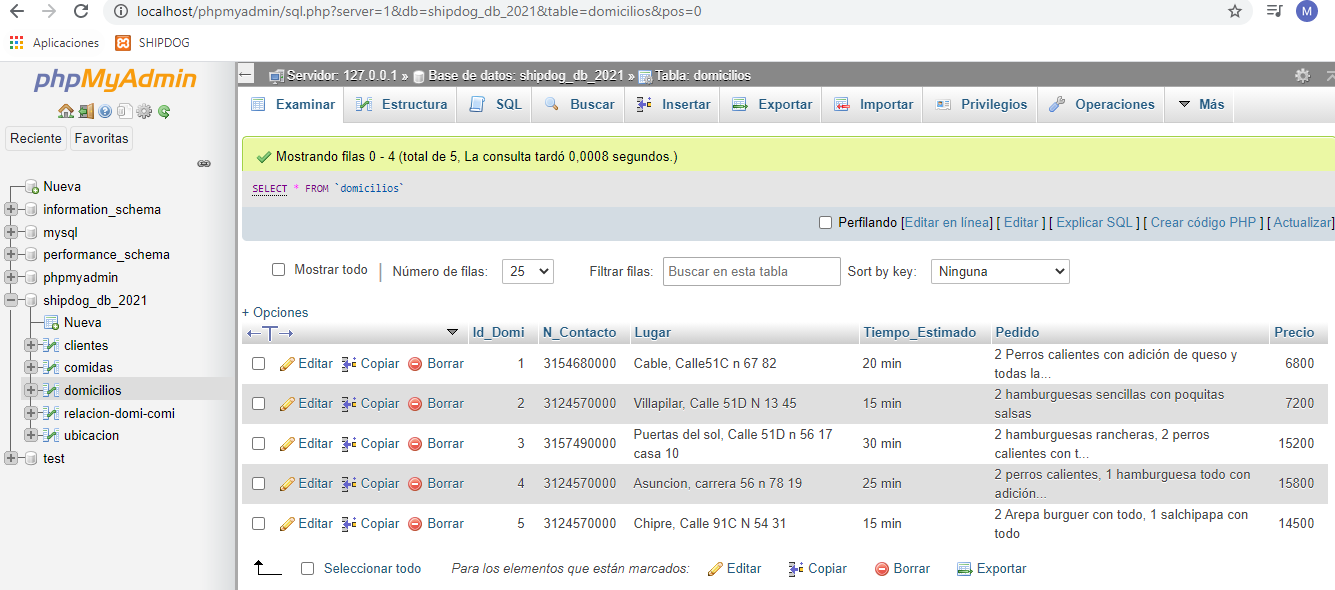 localhost/phpmyadmin/sql.php?server=1&db=shipdog_db_2021&table=domicilios&pos=0
M
Aplicaciones SHIPDOG
phpMyAdmin
Reciente Favoritas
Nueva
information_schema
mysql
performance_schema
phpmyadmin
shipdog_db_2021
Nueva
clientes
comidas
domicilios
relacion-domi-comi
ubicacion
test
Servidor: 127.0.0.1 » Base de datos: shipdog_db_2021 » Tabla: domicilios
Examinar Estructura SQL Buscar Insertar Exportar Importar Privilegios Operaciones Más
Mostrando filas 0 - 4 (total de 5, La consulta tardó 0,0008 segundos.)
SELECT * FROM `domicilios`
Perfilando [Editar en línea] [ Editar ] [ Explicar SQL ] [ Crear código PHP ] [ Actualizar]
Mostrar todo Número de filas: 25 Filtrar filas: Buscar en esta tabla Sort by key: Ninguna
+ Opciones
←T→ Id_Domi N_Contacto Lugar Tiempo_Estimado Pedido Precio
Editar Copiar Borrar 1 3154680000 Cable, Calle51C n 67 82 20 min 2 Perros calientes con adición de queso y todas la... 6800
Editar Copiar Borrar 2 3124570000 Villapilar, Calle 51D N 13 45 15 min 2 hamburguesas sencillas con poquitas salsas 7200
Editar Copiar Borrar 3 3157490000 Puertas del sol, Calle 51D n 56 17 casa 10 30 min 2 hamburguesas rancheras, 2 perros calientes con t... 15200
Editar Copiar Borrar 4 3124570000 Asuncion, carrera 56 n 78 19 25 min 2 perros calientes, 1 hamburguesa todo con adición... 15800
Editar Copiar Borrar 5 3124570000 Chipre, Calle 91C N 54 31 15 min 2 Arepa burguer con todo, 1 salchipapa con todo 14500
Seleccionar todo Para los elementos que están marcados: Editar Copiar Borrar Exportar